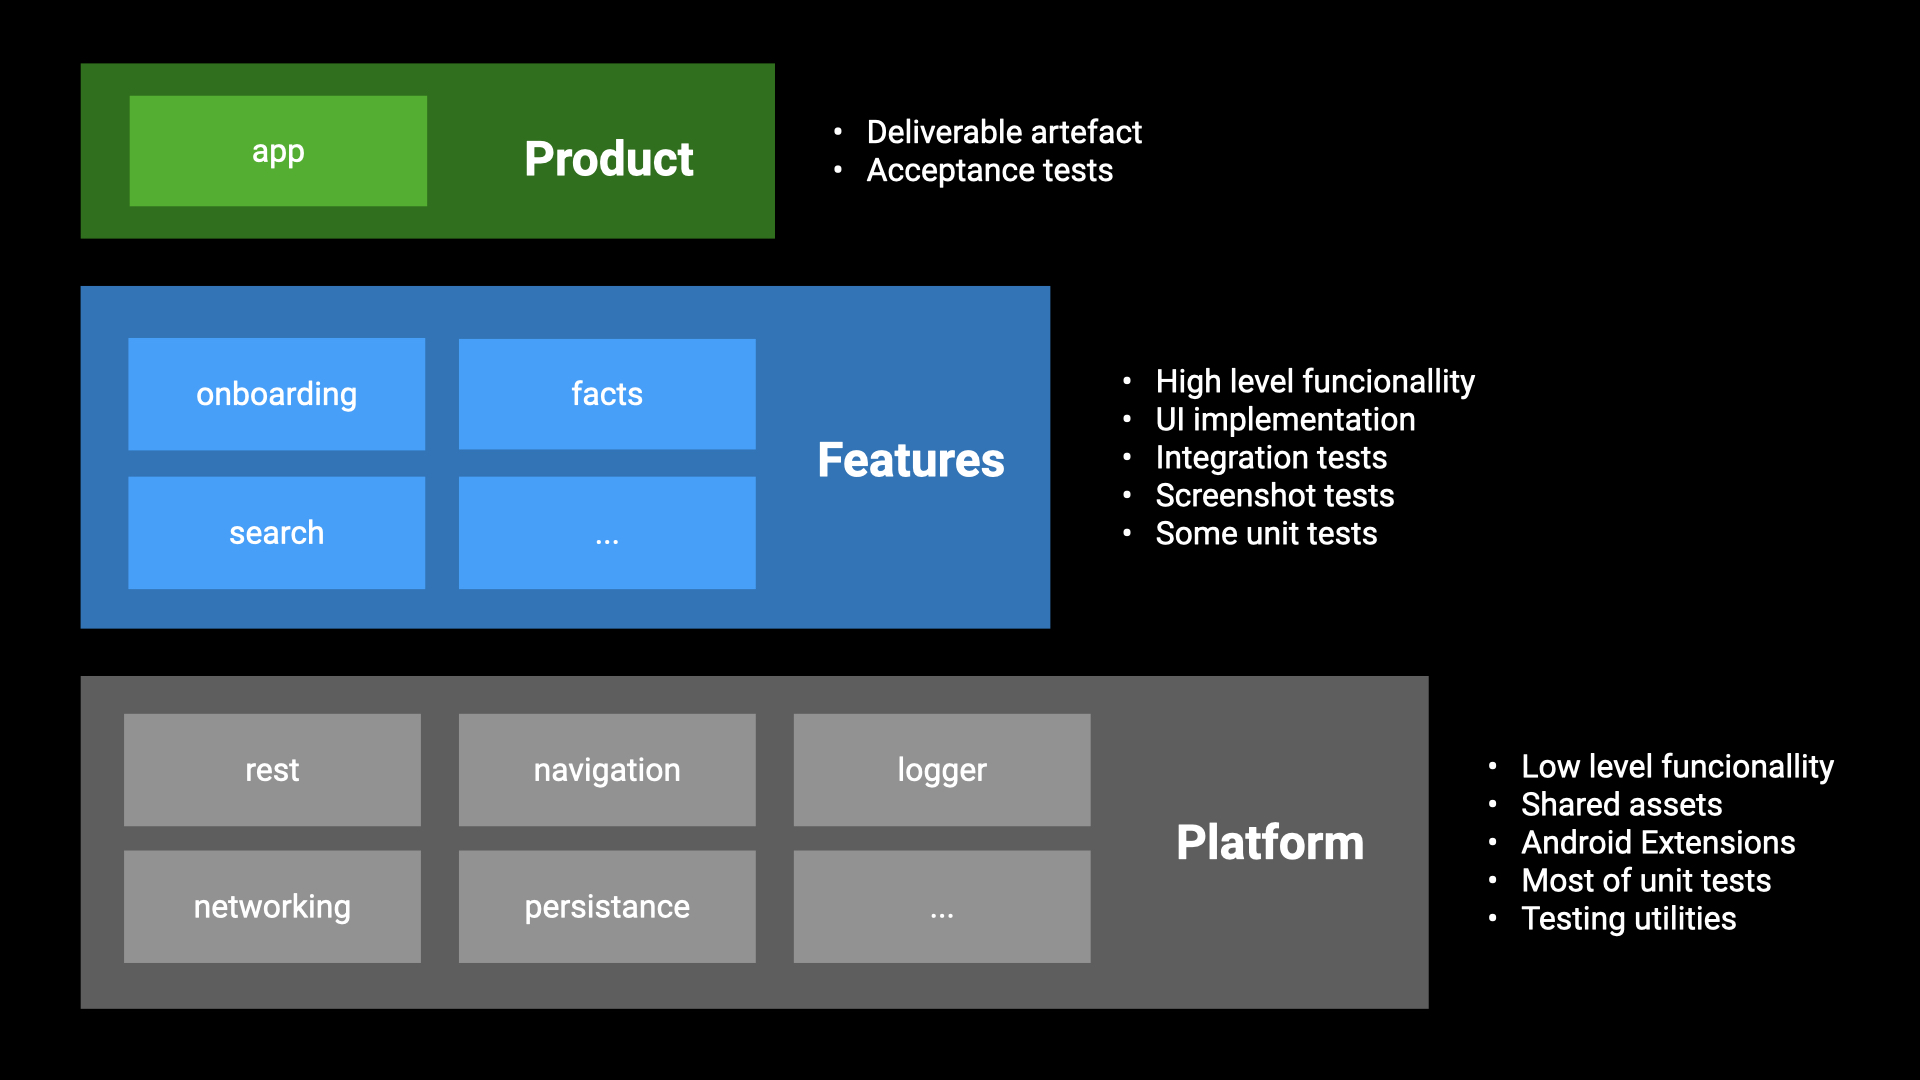 app
Product
• Deliverable artefact
• Acceptance tests
onboarding
facts
search
...
Features
• High level funcionallity
• UI implementation
• Integration tests
• Screenshot tests
• Some unit tests
rest
navigation
logger
networking
persistance
...
Platform
• Low level funcionallity
• Shared assets
• Android Extensions
• Most of unit tests
• Testing utilities